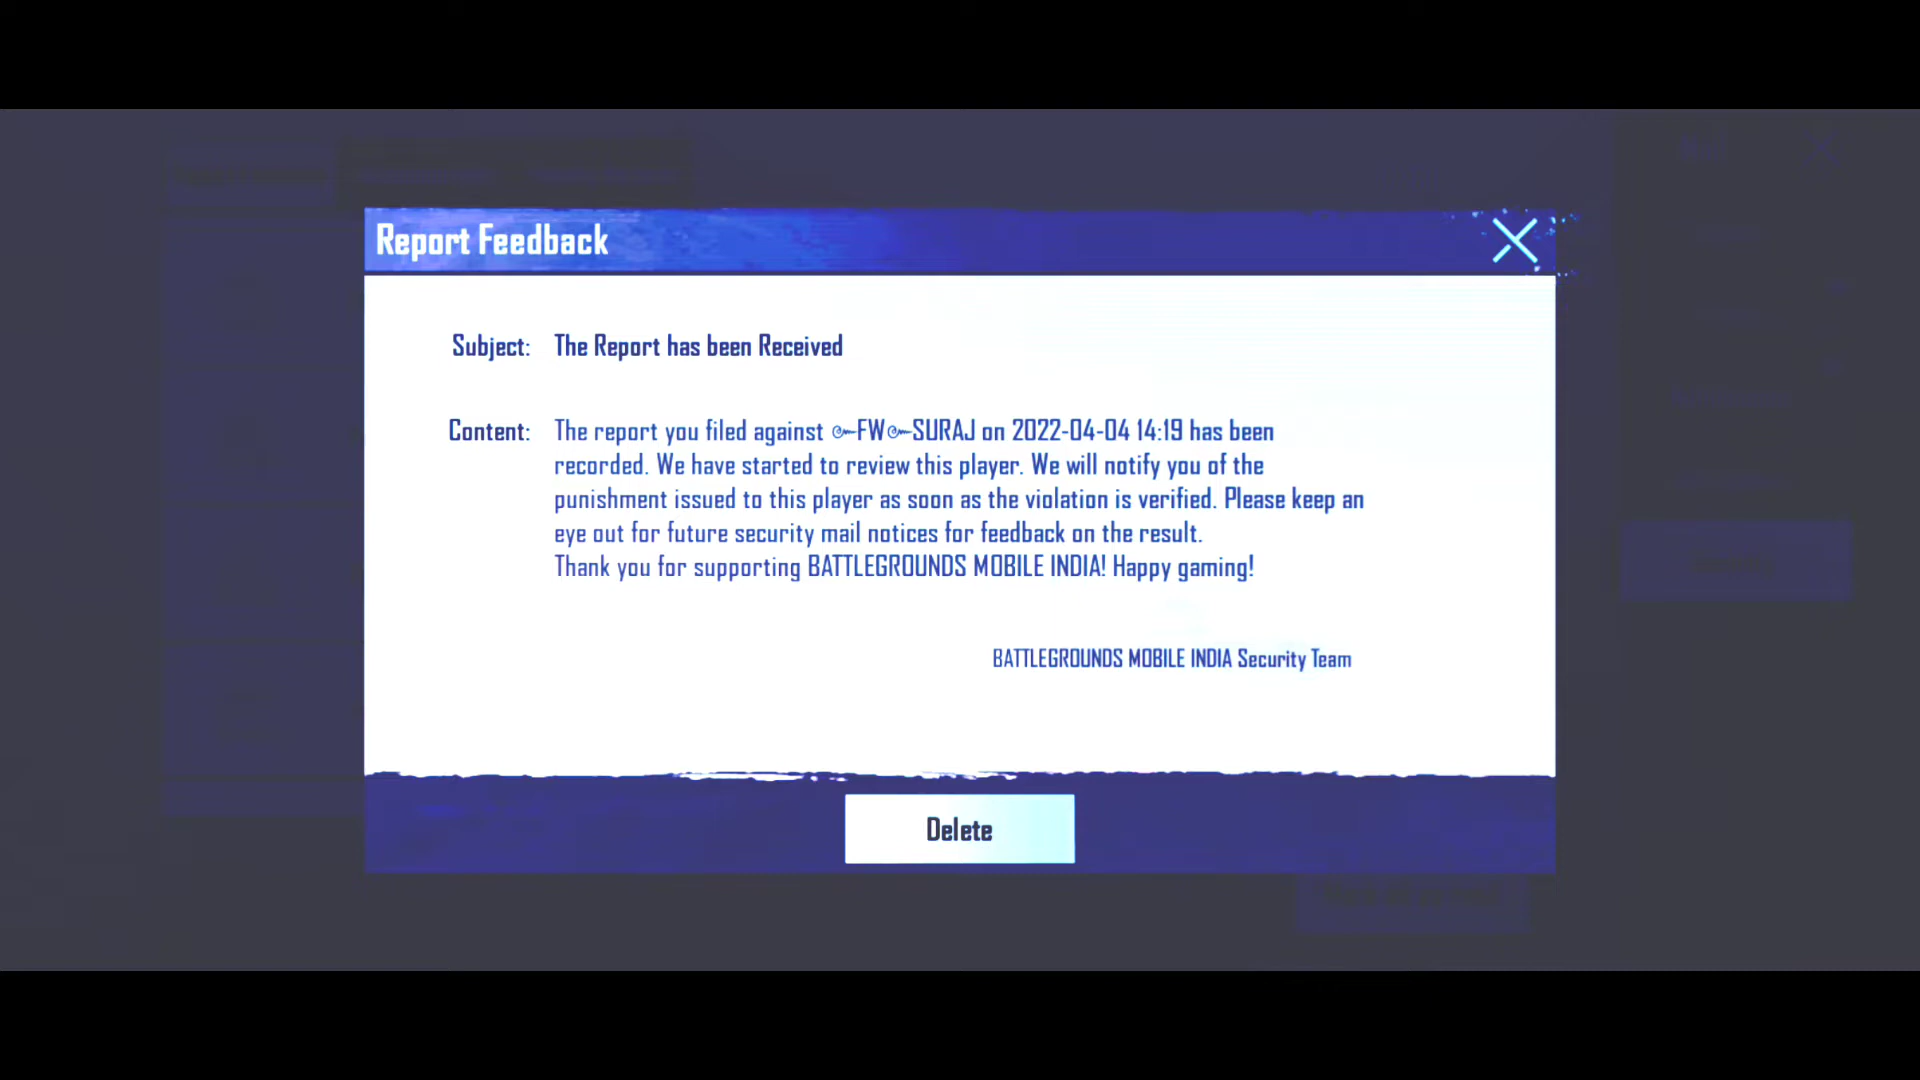 Report Feedback
Subject: The Report has been Received
Content: The report you filed against ๛FW๛SURAJ on 2022-04-04 14:19 has been
recorded. We have started to review this player. We will notify you of the
punishment issued to this player as soon as the violation is verified. Please keep an
eye out for future security mail notices for feedback on the result.
Thank you for supporting BATTLEGROUNDS MOBILE INDIA! Happy gaming!
BATTLEGROUNDS MOBILE INDIA Security Team
Delete